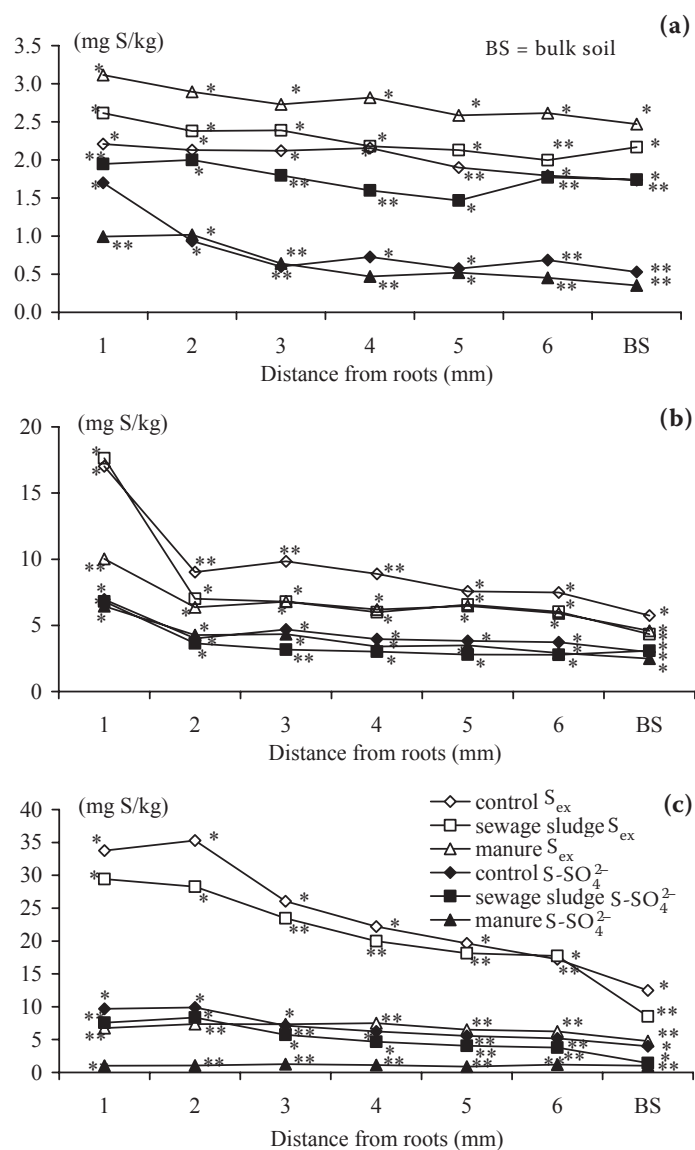 (a)
(mg S/kg)
BS = bulk soil
3.5
3.0
2.5
2.0
1.5
1.0
0.5
0.0
1 2 3 4 5 6 BS
Distance from roots (mm)
(b)
(mg S/kg)
20
15
10
5
0
1 2 3 4 5 6 BS
Distance from roots (mm)
(c)
(mg S/kg)
40
35
30
25
20
15
10
5
0
control S_ex
sewage sludge S_ex
manure S_ex
control S-SO₄²⁻
sewage sludge S-SO₄²⁻
manure S-SO₄²⁻
1 2 3 4 5 6 BS
Distance from roots (mm)